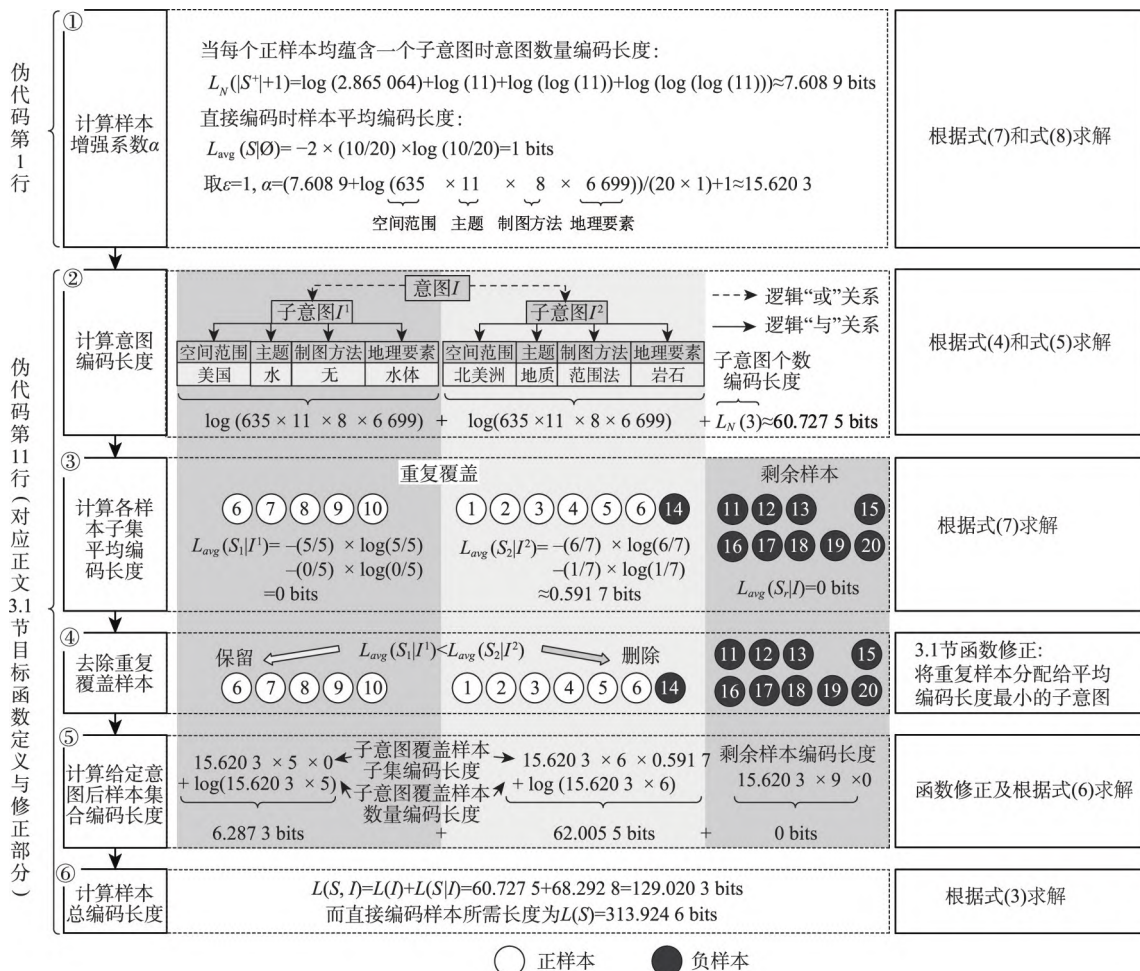 伪代码第1行
①
计算样本
增强系数α
当每个正样本均蕴含一个子意图时意图数量编码长度：
L_N(|S⁺|+1)=log (2.865 064)+log (11)+log (log (11))+log (log (log (11)))≈7.608 9 bits
直接编码时样本平均编码长度：
L_avg (S|Ø)= −2 × (10/20) ×log (10/20)=1 bits
取ε=1, α=(7.608 9+log (635 × 11 × 8 × 6 699))/(20 × 1)+1≈15.620 3
空间范围 主题 制图方法 地理要素
根据式(7)和式(8)求解
伪代码第11行(对应正文3.1节目标函数定义与修正部分)
②
计算意图
编码长度
意图I
子意图I¹ 子意图I²
空间范围 主题 制图方法 地理要素 空间范围 主题 制图方法 地理要素
美国 水 无 水体 北美洲 地质 范围法 岩石
逻辑“或”关系
逻辑“与”关系
子意图个数
编码长度
log (635 × 11 × 8 × 6 699) + log(635 ×11 × 8 × 6 699) + L_N (3)≈60.727 5 bits
根据式(4)和式(5)求解
③
计算各样
本子集
平均编
码长度
重复覆盖
剩余样本
6 7 8 9 10 1 2 3 4 5 6 14 11 12 13 15
16 17 18 19 20
L_avg (S₁|I¹)= −(5/5) × log(5/5)
−(0/5) × log(0/5)
=0 bits
L_avg (S₂|I²)= −(6/7) × log(6/7)
−(1/7) × log(1/7)
≈0.591 7 bits
L_avg (S_r|I)=0 bits
根据式(7)求解
④
去除重复
覆盖样本
保留 L_avg (S₁|I¹)<L_avg (S₂|I²) 删除
6 7 8 9 10 1 2 3 4 5 6 14 11 12 13 15
16 17 18 19 20
3.1节函数修正：
将重复样本分配给平均
编码长度最小的子意图
⑤
计算给定意
图后样本集
合编码长度
15.620 3 × 5 × 0
+ log(15.620 3 × 5)
6.287 3 bits
子意图覆盖样本
子集编码长度
子意图覆盖样本
数量编码长度
+
15.620 3 × 6 × 0.591 7
+ log (15.620 3 × 6)
62.005 5 bits
+
剩余样本编码长度
15.620 3 × 9 ×0
0 bits
函数修正及根据式(6)求解
⑥
计算样本
总编码长度
L(S, I)=L(I)+L(S|I)=60.727 5+68.292 8=129.020 3 bits
而直接编码样本所需长度为L(S)=313.924 6 bits
根据式(3)求解
正样本 负样本